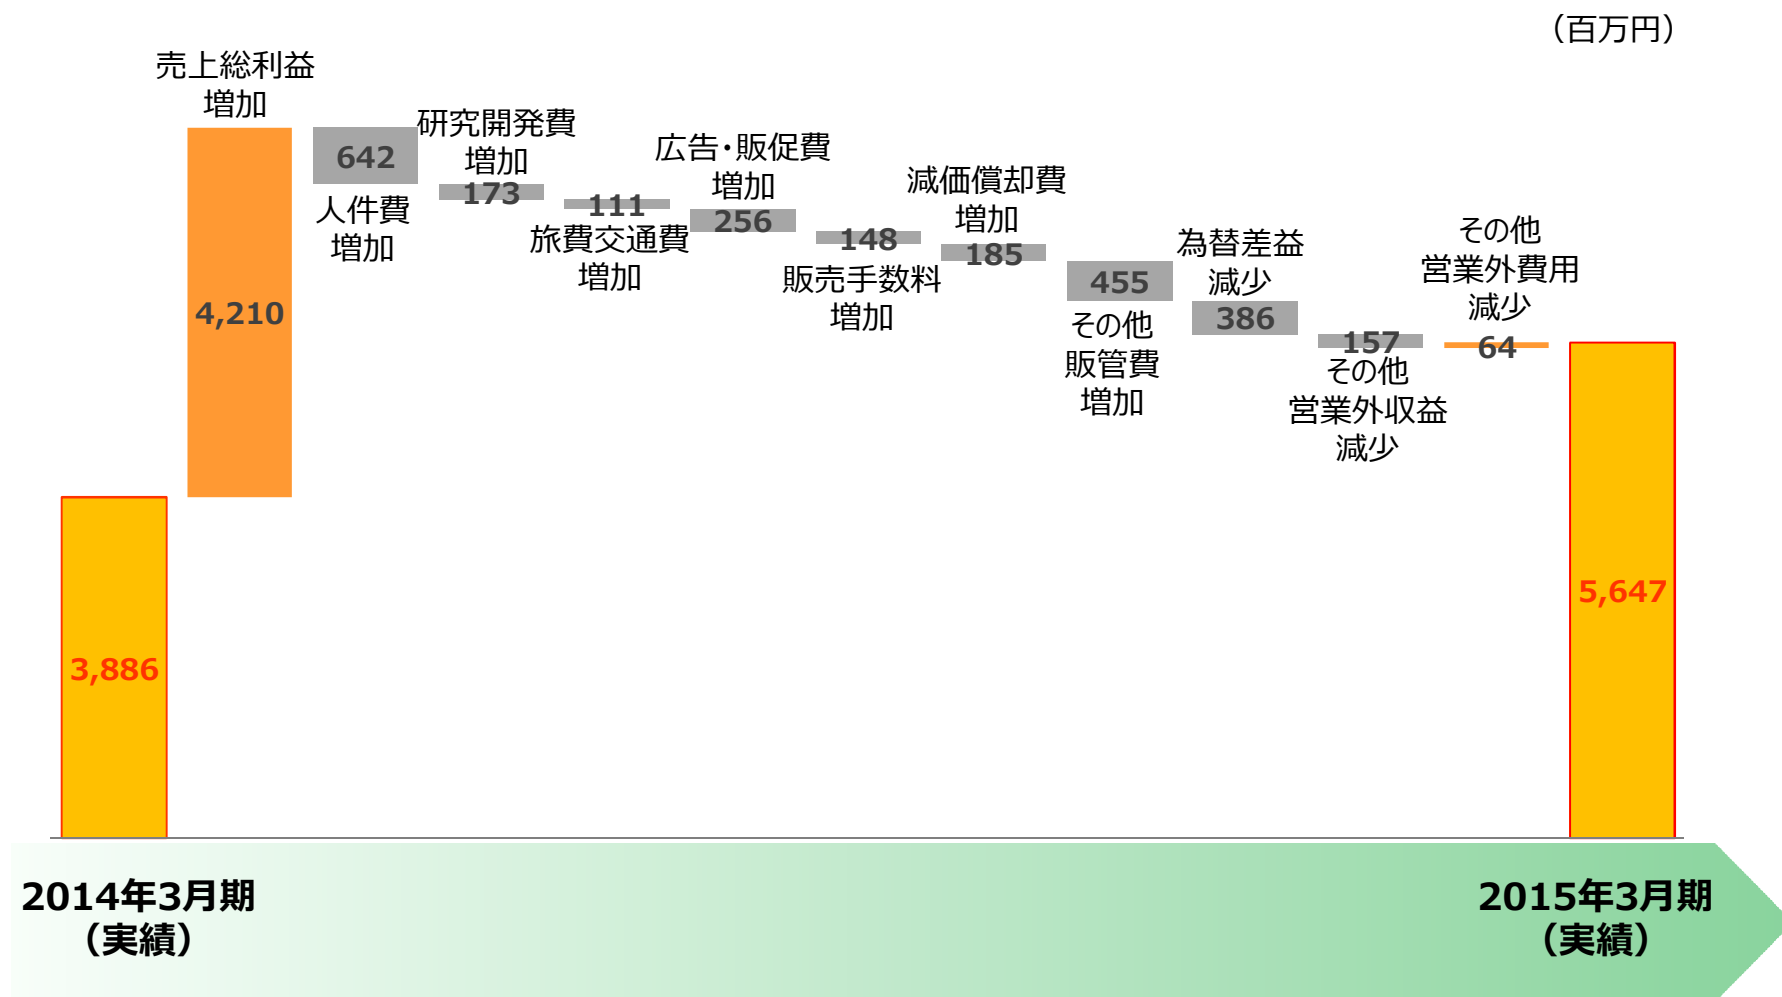 （百万円）
売上総利益
増加
4,210
642
人件費
増加
研究開発費
増加
173
111
旅費交通費
増加
広告・販促費
増加
256
148
販売手数料
増加
減価償却費
増加
185
455
その他
販管費
増加
為替差益
減少
386
157
その他
営業外収益
減少
その他
営業外費用
減少
64
3,886
5,647
2014年3月期
（実績）
2015年3月期
（実績）